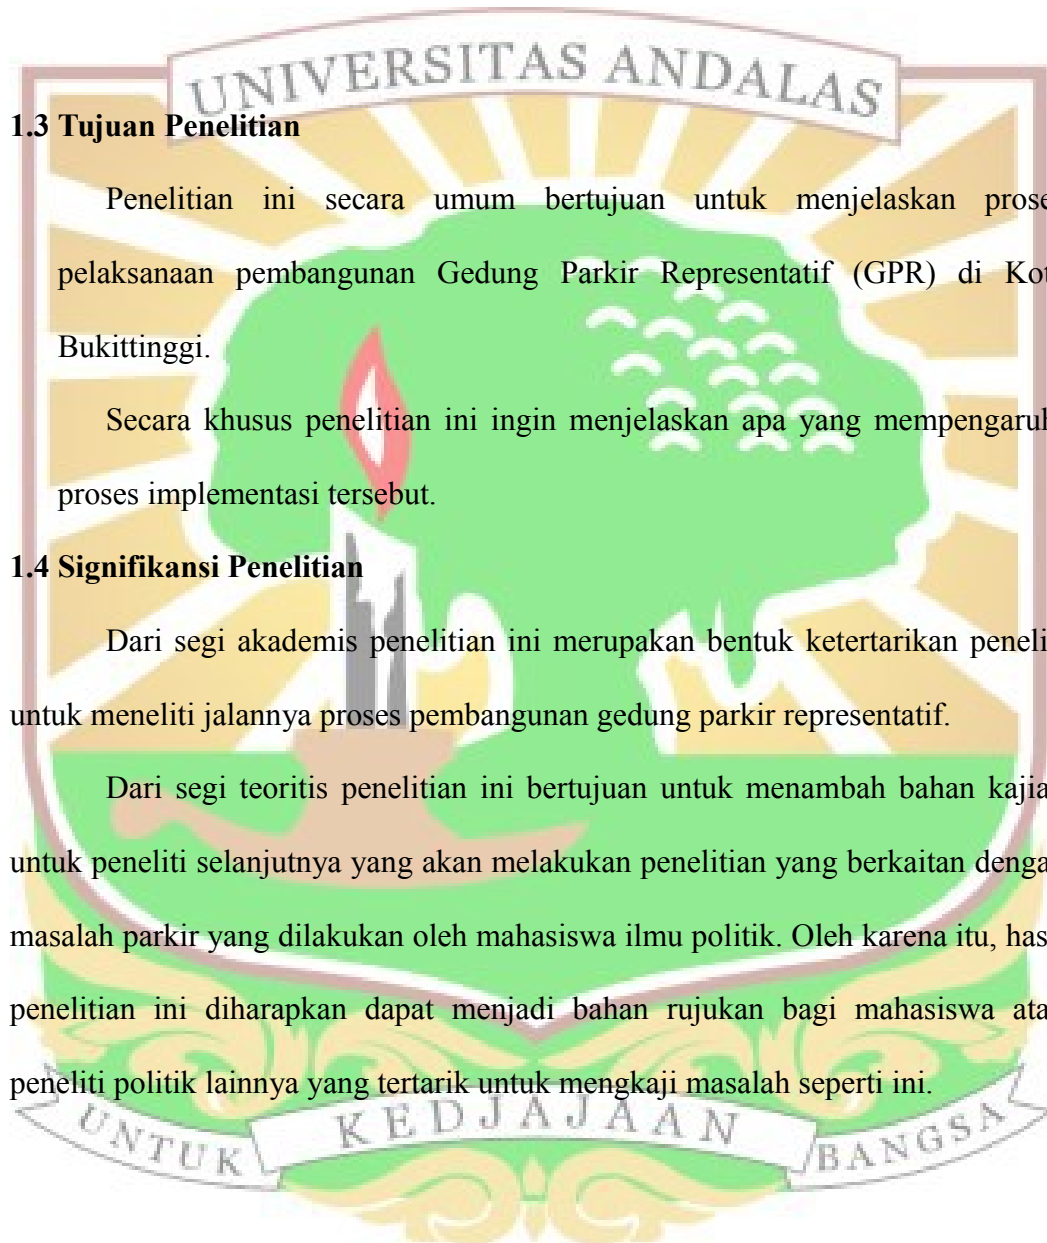 UNIVERSITAS ANDALAS
1.3 Tujuan Penelitian
Penelitian ini secara umum bertujuan untuk menjelaskan prose
pelaksanaan pembangunan Gedung Parkir Representatif (GPR) di Kot
Bukittinggi.
Secara khusus penelitian ini ingin menjelaskan apa yang mempengaruh
proses implementasi tersebut.
1.4 Signifikansi Penelitian
Dari segi akademis penelitian ini merupakan bentuk ketertarikan peneli
untuk meneliti jalannya proses pembangunan gedung parkir representatif.
Dari segi teoritis penelitian ini bertujuan untuk menambah bahan kajia
untuk peneliti selanjutnya yang akan melakukan penelitian yang berkaitan denga
masalah parkir yang dilakukan oleh mahasiswa ilmu politik. Oleh karena itu, has
penelitian ini diharapkan dapat menjadi bahan rujukan bagi mahasiswa ata
peneliti politik lainnya yang tertarik untuk mengkaji masalah seperti ini.
UNTUK KEDJAJAAN BANGSA